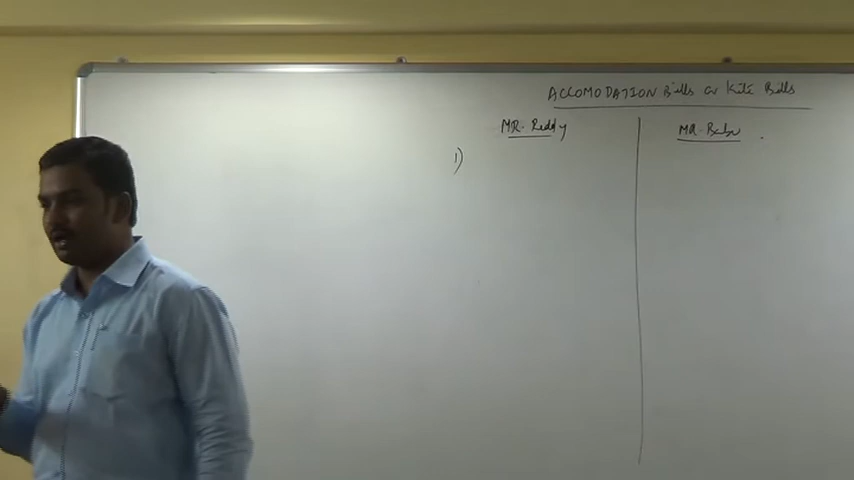 ACCOMODATION Bills or Kite Bills
MR. Reddy
MR. Babu
1)